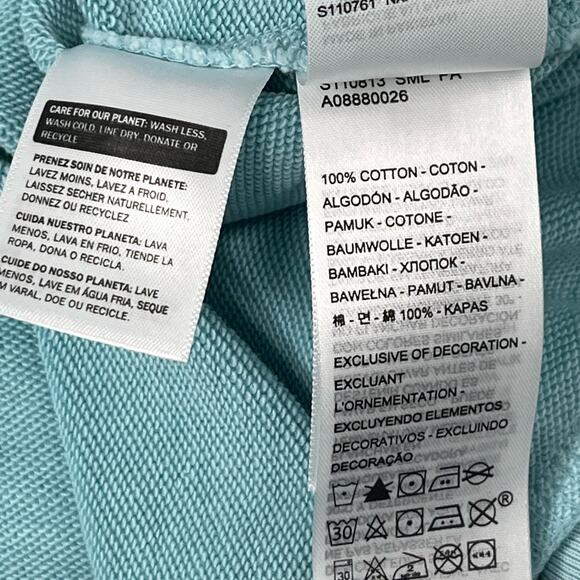 CARE FOR OUR PLANET: WASH LESS,
WASH COLD, LINE DRY, DONATE OR
RECYCLE
PRENEZ SOIN DE NOTRE PLANETE:
LAVEZ MOINS, LAVEZ A FROID,
LAISSEZ SECHER NATURELLEMENT,
DONNEZ OU RECYCLEZ
CUIDA NUESTRO PLANETA: LAVA
MENOS, LAVA EN FRIO, TIENDE LA
ROPA, DONA O RECICLA.
CUIDE DO NOSSO PLANETA: LAVE
MENOS, LAVE EM ÁGUA FRIA, SEQUE
M VARAL, DOE OU RECICLE.
S110761
S110813 SML PA
A08880026
100% COTTON - COTON -
ALGODÓN - ALGODÃO -
PAMUK - COTONE -
BAUMWOLLE - KATOEN -
BAMBAKI - ХЛОПОК -
BAWEŁNA - PAMUT - BAVLNA -
棉 - 면 - 綿 100% - KAPAS
EXCLUSIVE OF DECORATION -
EXCLUANT
L'ORNEMENTATION -
EXCLUYENDO ELEMENTOS
DECORATIVOS - EXCLUINDO
DECORAÇÃO
30
®
30